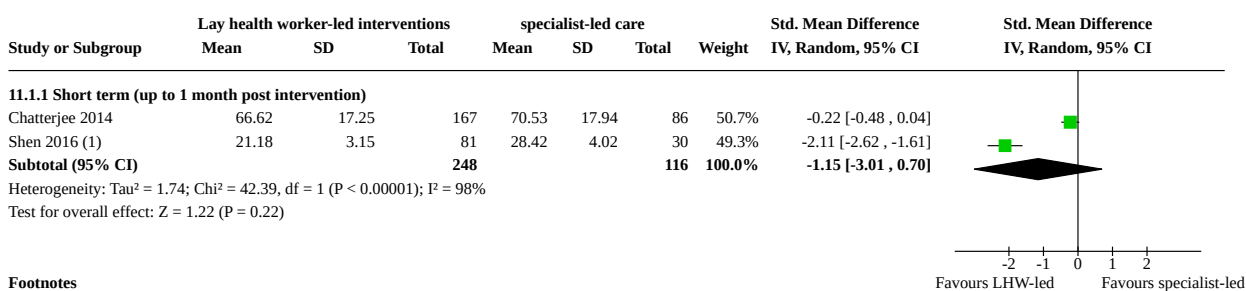 Lay health worker-led interventions specialist-led care Std. Mean Difference Std. Mean Difference
Study or Subgroup Mean SD Total Mean SD Total Weight IV, Random, 95% CI IV, Random, 95% CI
11.1.1 Short term (up to 1 month post intervention)
Chatterjee 2014 66.62 17.25 167 70.53 17.94 86 50.7% -0.22 [-0.48 , 0.04]
Shen 2016 (1) 21.18 3.15 81 28.42 4.02 30 49.3% -2.11 [-2.62 , -1.61]
Subtotal (95% CI) 248 116 100.0% -1.15 [-3.01 , 0.70]
Heterogeneity: Tau² = 1.74; Chi² = 42.39, df = 1 (P < 0.00001); I² = 98%
Test for overall effect: Z = 1.22 (P = 0.22)
-2 -1 0 1 2
Footnotes Favours LHW-led Favours specialist-led